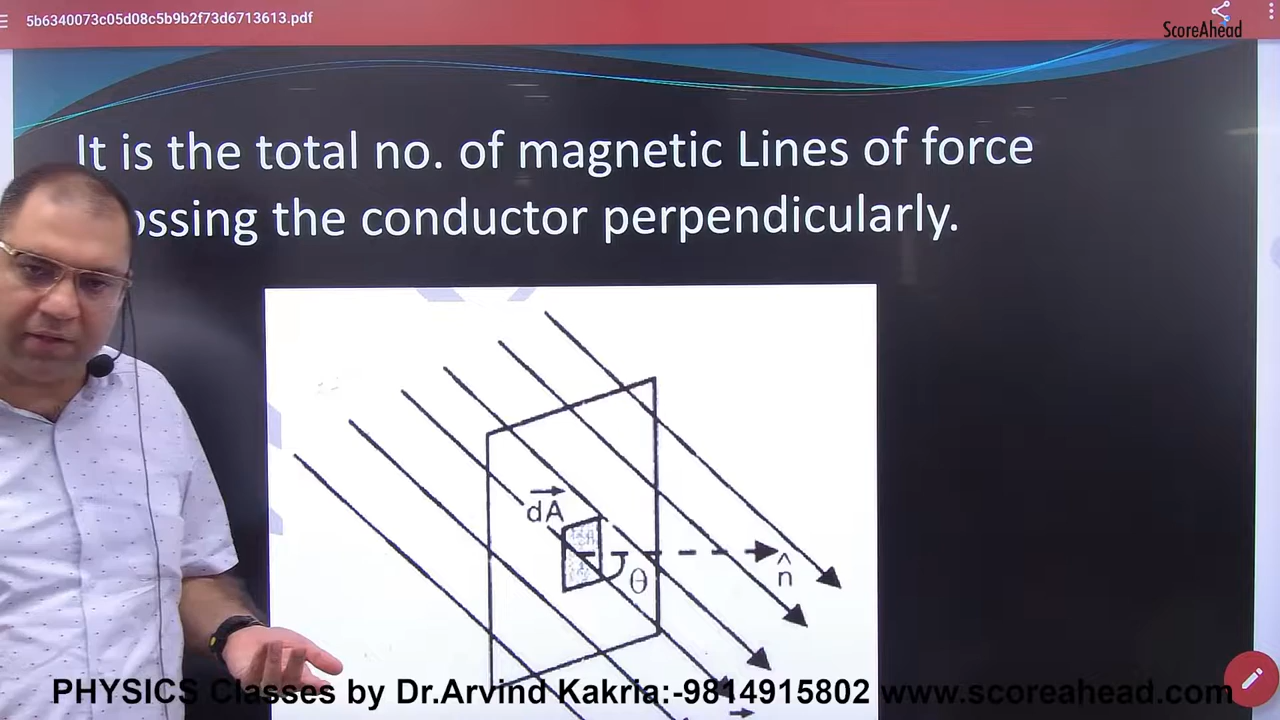 5b6340073c05d08c5b9b2f73d6713613.pdf
ScoreAhead
It is the total no. of magnetic Lines of force
ossing the conductor perpendicularly.
dA
n̂
θ
PHYSICS Classes by Dr.Arvind Kakria:-9814915802 www.scoreahead.com